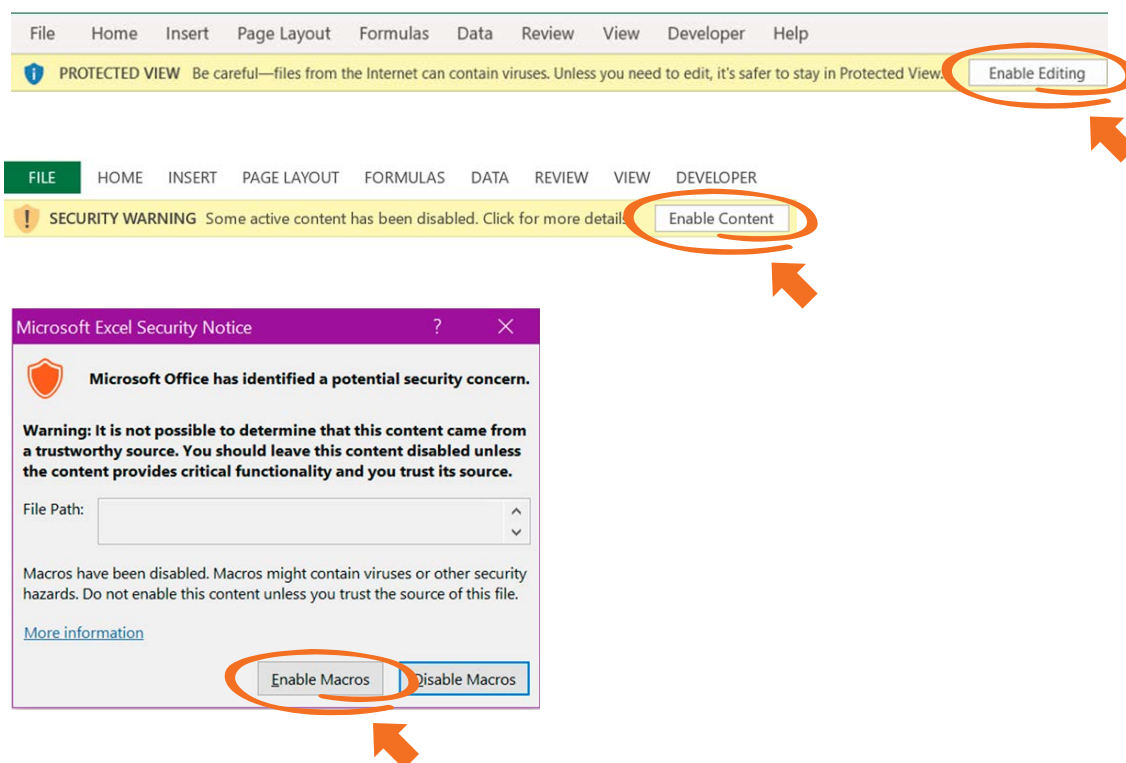 File Home Insert Page Layout Formulas Data Review View Developer Help
PROTECTED VIEW Be careful—files from the Internet can contain viruses. Unless you need to edit, it's safer to stay in Protected View. Enable Editing
FILE HOME INSERT PAGE LAYOUT FORMULAS DATA REVIEW VIEW DEVELOPER
! SECURITY WARNING Some active content has been disabled. Click for more details Enable Content
Microsoft Excel Security Notice ? ×
Microsoft Office has identified a potential security concern.
Warning: It is not possible to determine that this content came from
a trustworthy source. You should leave this content disabled unless
the content provides critical functionality and you trust its source.
File Path:
Macros have been disabled. Macros might contain viruses or other security
hazards. Do not enable this content unless you trust the source of this file.
More information
Enable Macros Disable Macros